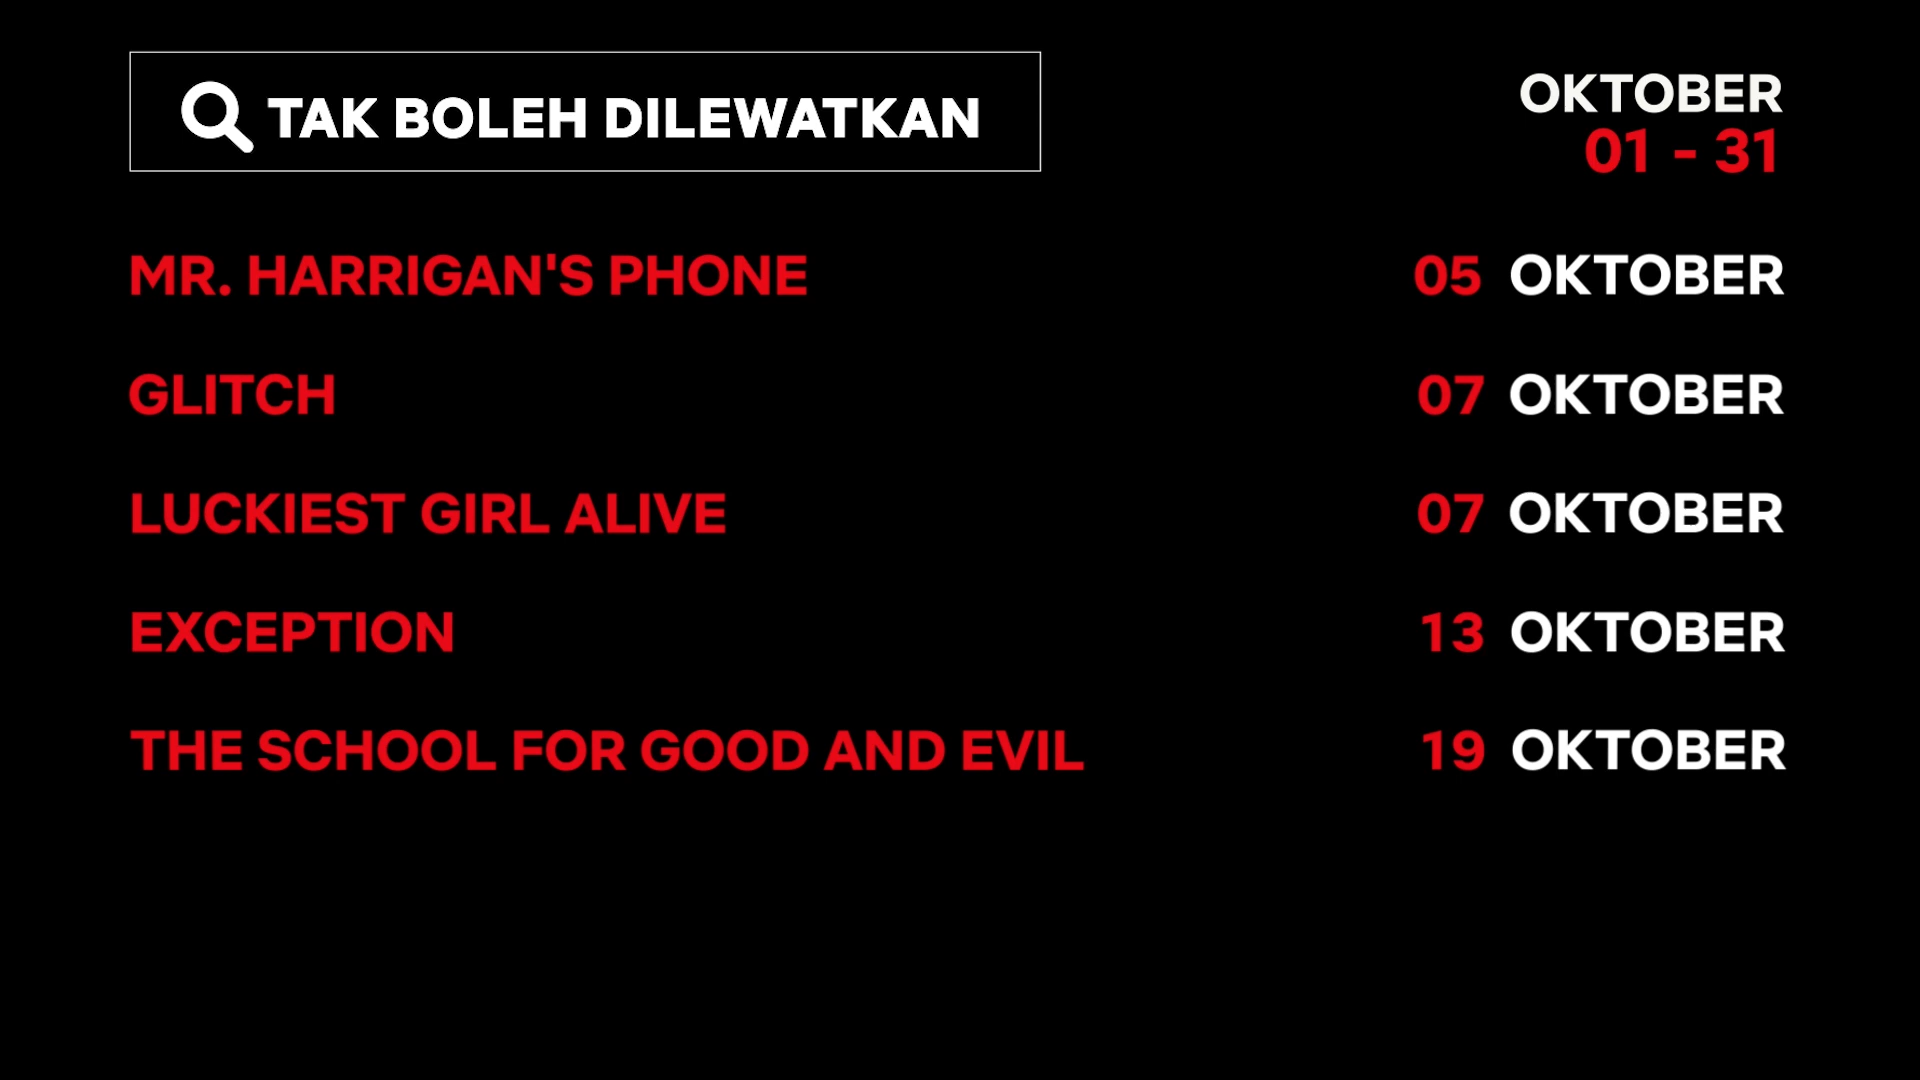 TAK BOLEH DILEWATKAN
OKTOBER
01 - 31
MR. HARRIGAN'S PHONE 05 OKTOBER
GLITCH 07 OKTOBER
LUCKIEST GIRL ALIVE 07 OKTOBER
EXCEPTION 13 OKTOBER
THE SCHOOL FOR GOOD AND EVIL 19 OKTOBER